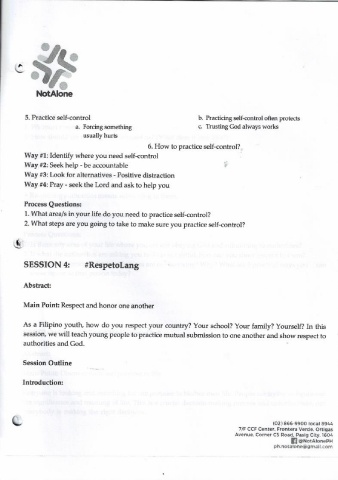 NotAlone
5. Practice self-control
a. Forcing something
usually hurts
b. Practicing self-control often protects
c. Trusting God always works
6. How to practice self-control?
Way #1: Identify where you need self-control
Way #2: Seek help - be accountable
Way #3: Look for alternatives - Positive distraction
Way #4: Pray - seek the Lord and ask to help you
Process Questions:
1. What area/s in your life do you need to practice self-control?
2. What steps are you going to take to make sure you practice self-control?
SESSION 4: #RespetoLang
Abstract:
Main Point: Respect and honor one another
As a Filipino youth, how do you respect your country? Your school? Your family? Yourself? In this
session, we will teach young people to practice mutual submission to one another and show respect to
authorities and God.
Session Outline
Introduction:
(02) 866-9900 local 9944
7/F CCF Center, Frontera Verde, Ortigas
Avenue, Corner C5 Road, Pasig City, 1604
@NotAlonePH
ph.notalone@gmail.com